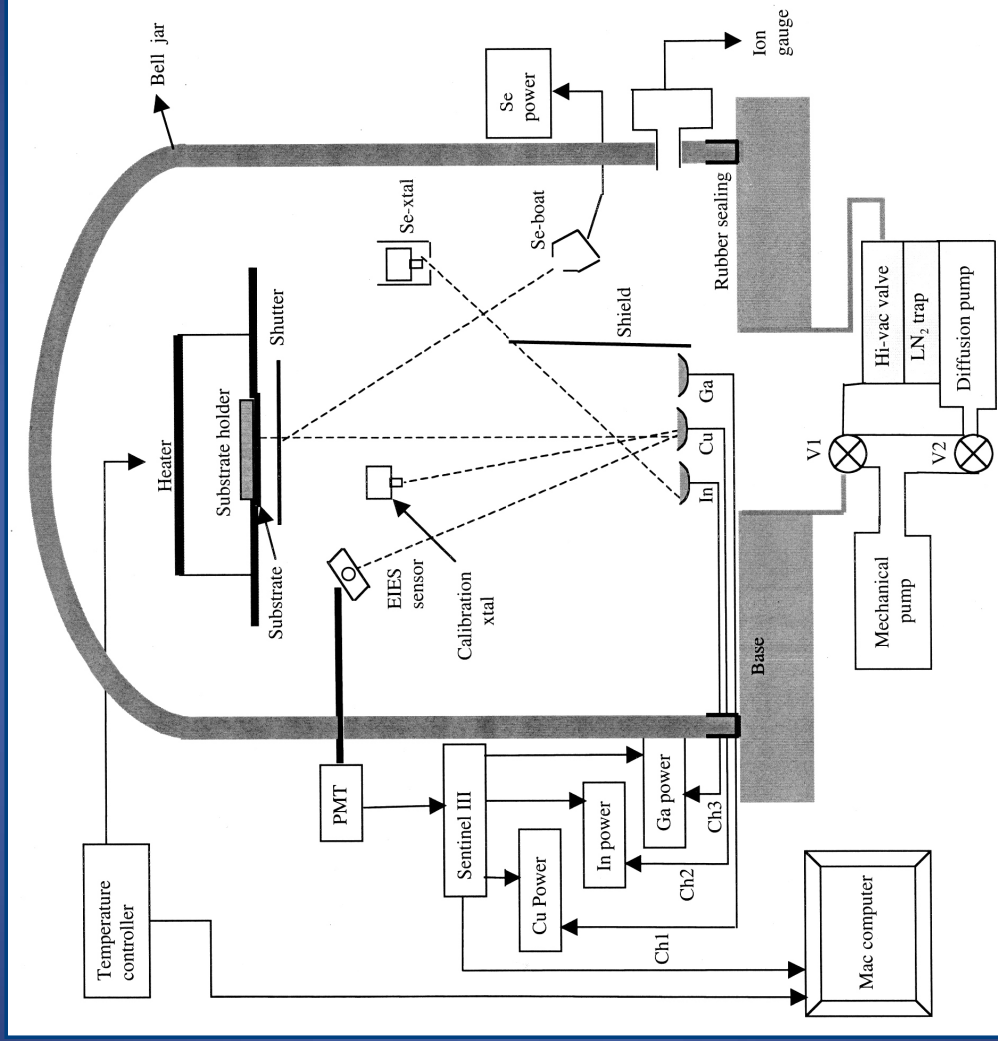 Bell jar
Heater
Substrate holder
Shutter
Substrate
EIES
sensor
Calibration
xtal
Se-xtal
Se-boat
Shield
Se
power
Ion
gauge
Rubber sealing
In
Cu
Ga
Base
Temperature
controller
PMT
Sentinel III
Cu Power
In power
Ga power
Ch1
Ch2
Ch3
Mac computer
Mechanical
pump
V1
V2
Hi-vac valve
LN2 trap
Diffusion pump